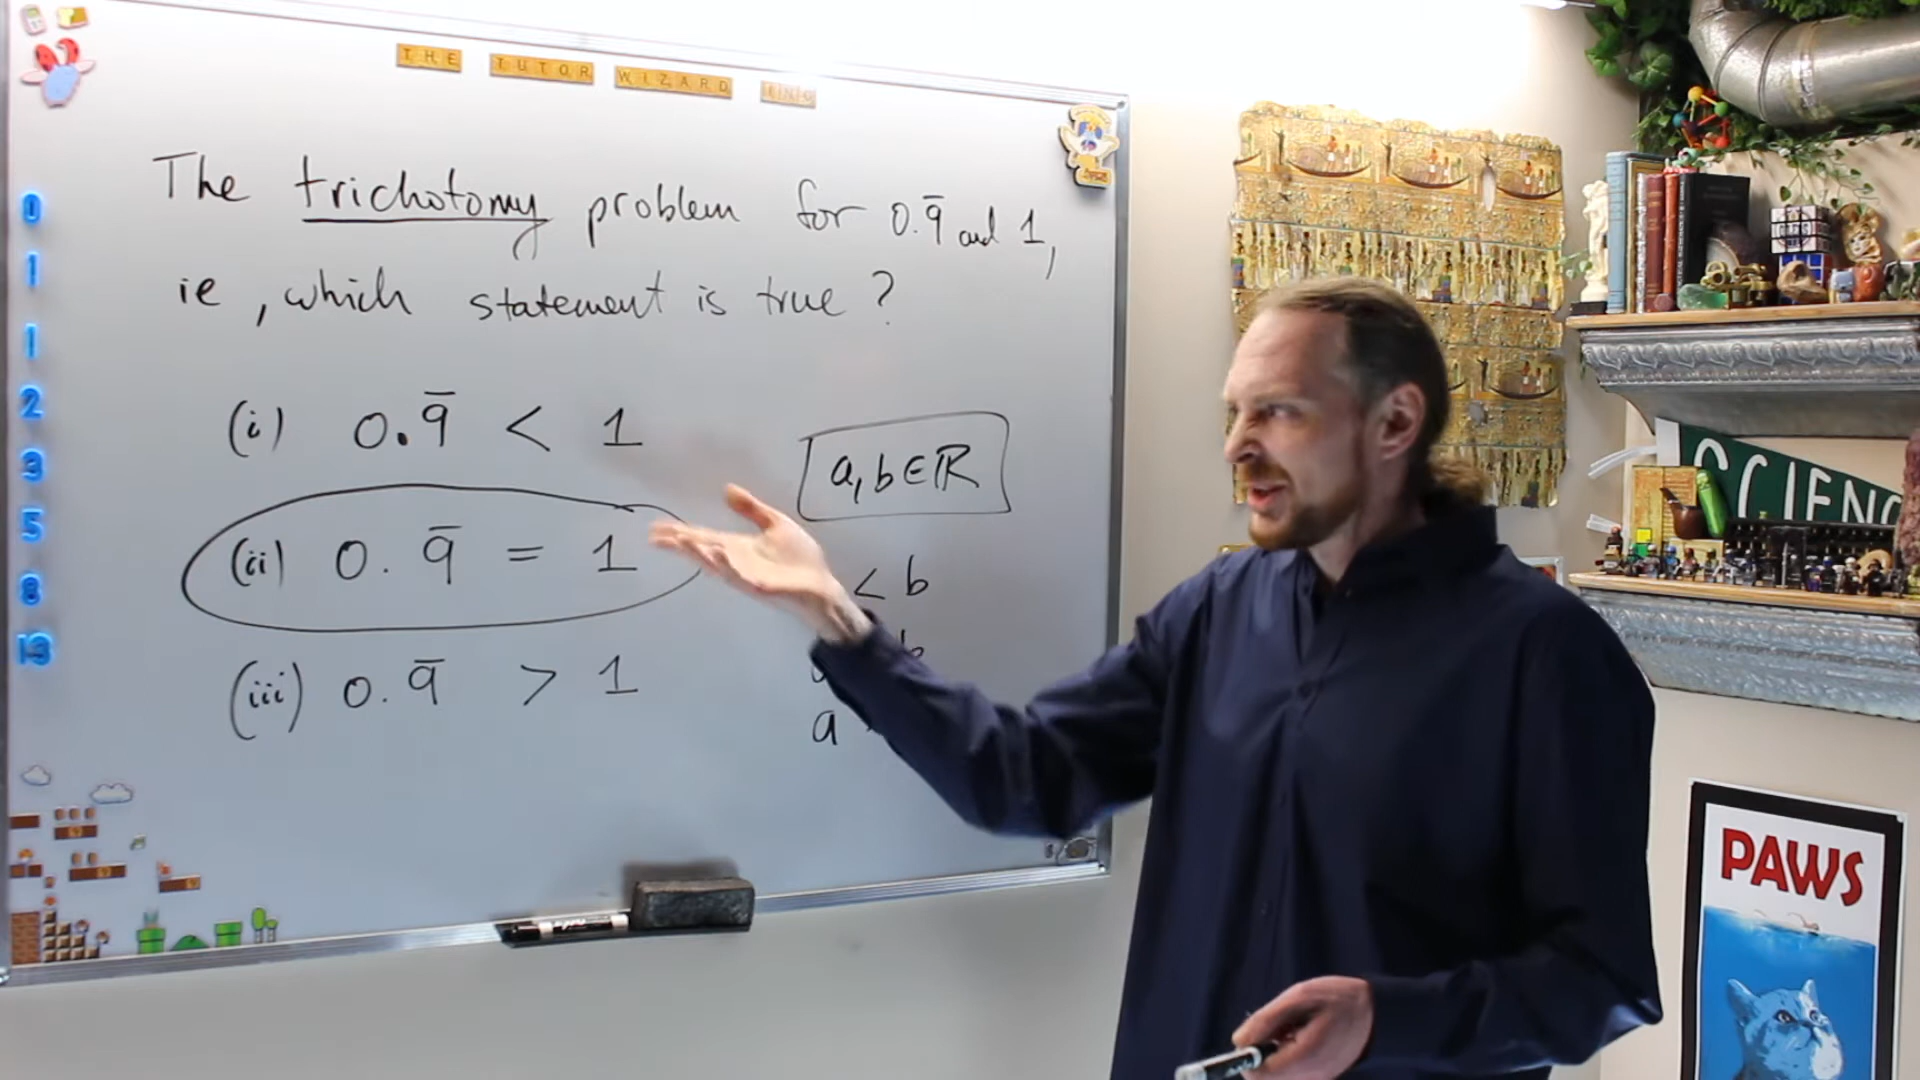 THE TUTOR WIZARD INC
The trichotomy problem for 0.9̅ and 1,
ie, which statement is true?
(i) 0.9̅ < 1
(ii) 0.9̅ = 1
(iii) 0.9̅ > 1
a, b ∈ ℝ
< b
b
a
0
1
1
2
3
5
8
13
SCIENC
PAWS